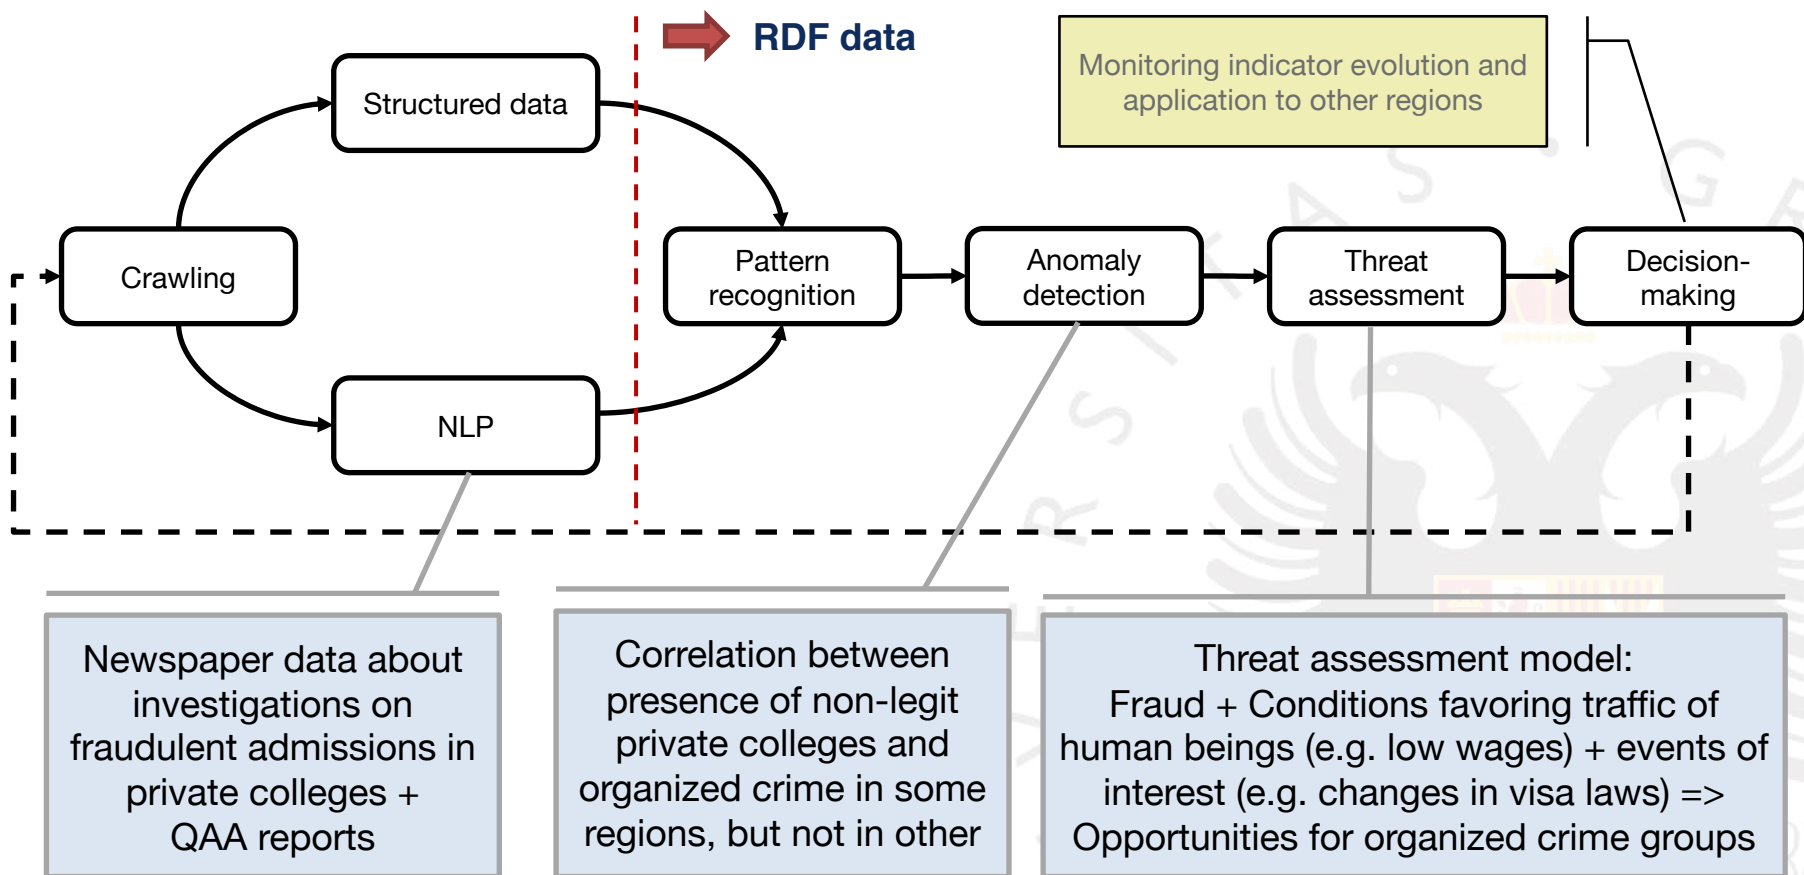 RDF data
Monitoring indicator evolution and
application to other regions
Structured data
Crawling
NLP
Pattern
recognition
Anomaly
detection
Threat
assessment
Decision-
making
Newspaper data about
investigations on
fraudulent admissions in
private colleges +
QAA reports
Correlation between
presence of non-legit
private colleges and
organized crime in some
regions, but not in other
Threat assessment model:
Fraud + Conditions favoring traffic of
human beings (e.g. low wages) + events of
interest (e.g. changes in visa laws) =>
Opportunities for organized crime groups
VERSITAS · GR